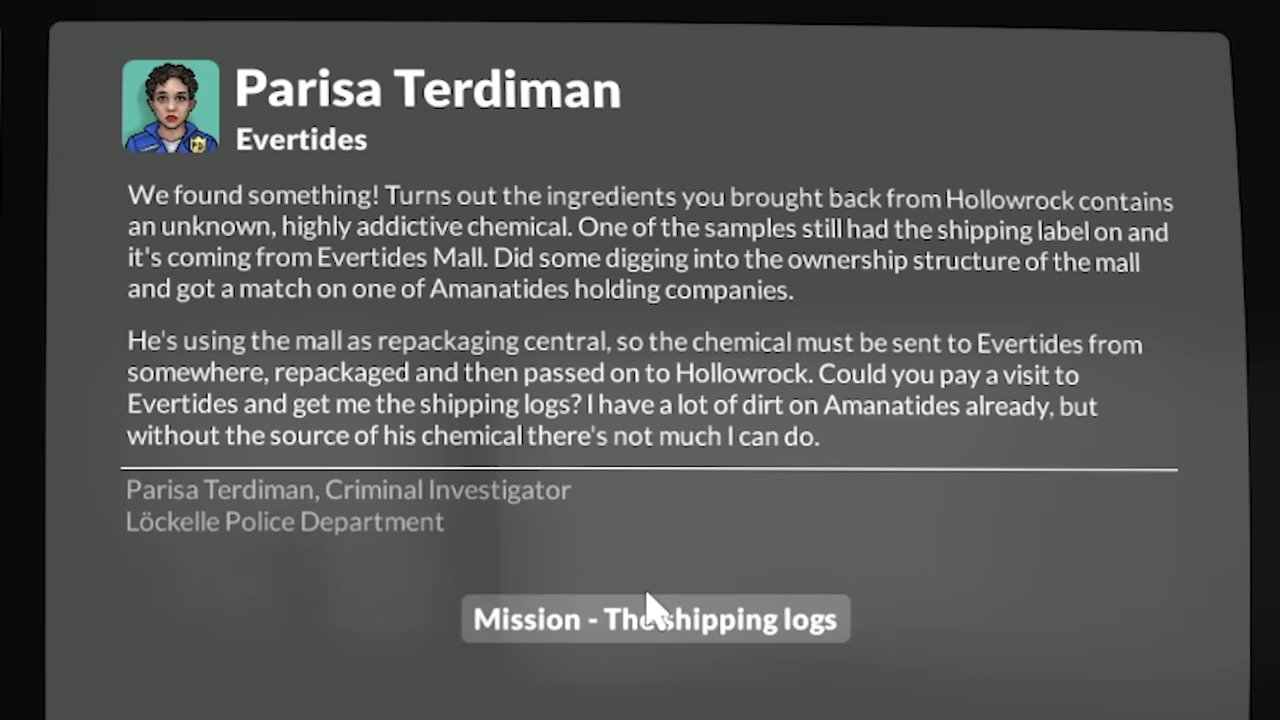 Parisa Terdiman
Evertides
We found something! Turns out the ingredients you brought back from Hollowrock contains
an unknown, highly addictive chemical. One of the samples still had the shipping label on and
it's coming from Evertides Mall. Did some digging into the ownership structure of the mall
and got a match on one of Amanatides holding companies.
He's using the mall as repackaging central, so the chemical must be sent to Evertides from
somewhere, repackaged and then passed on to Hollowrock. Could you pay a visit to
Evertides and get me the shipping logs? I have a lot of dirt on Amanatides already, but
without the source of his chemical there's not much I can do.
Parisa Terdiman, Criminal Investigator
Löckelle Police Department
Mission - The shipping logs
PD